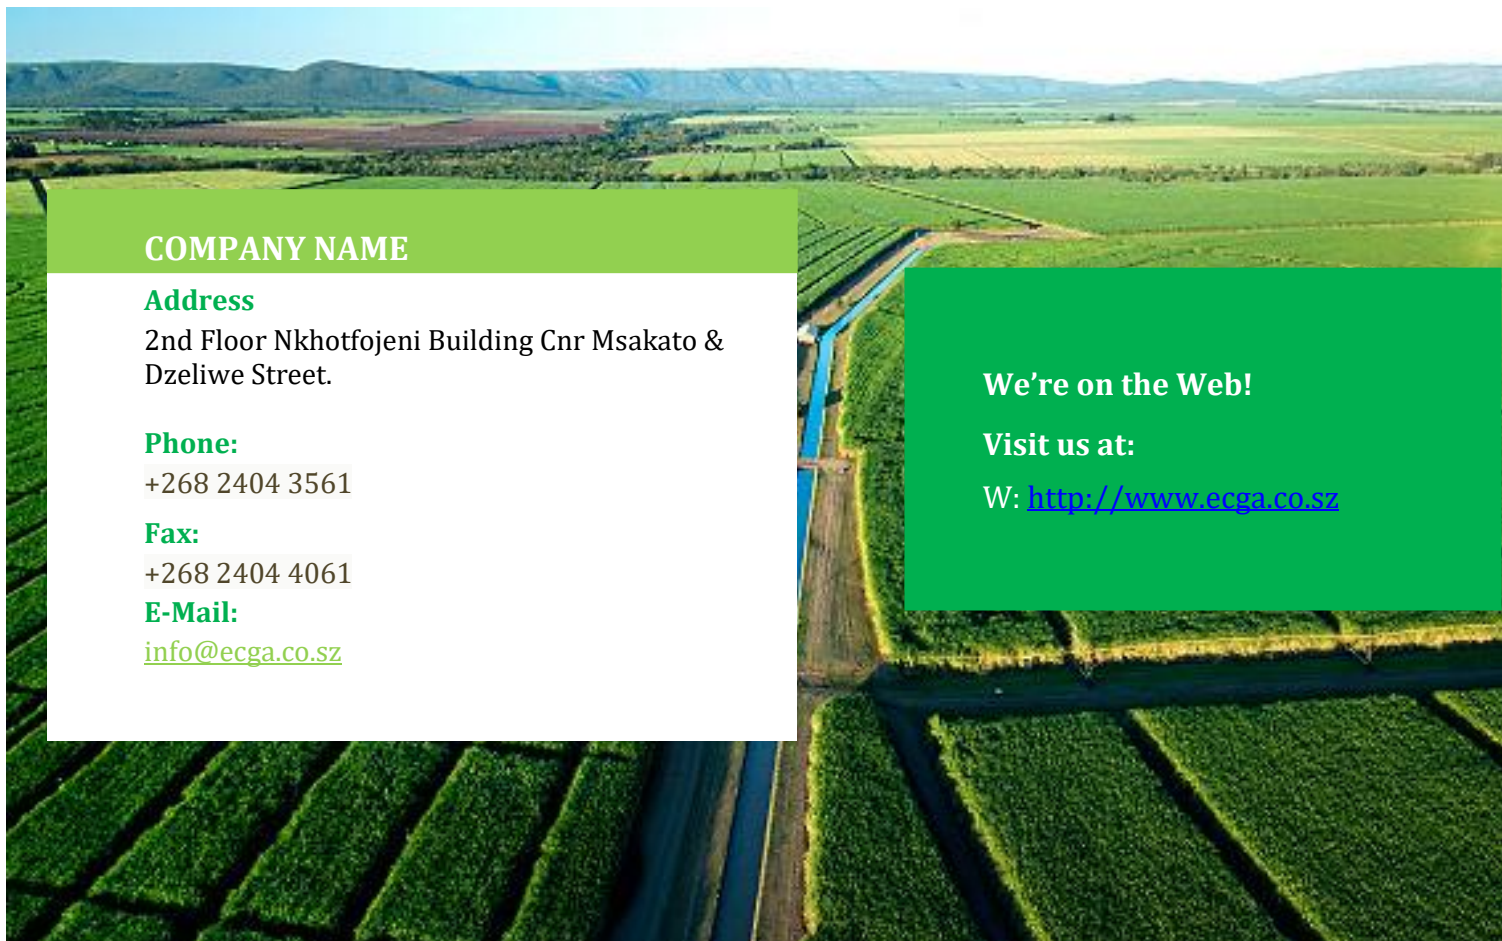 COMPANY NAME
Address
2nd Floor Nkhotfojeni Building Cnr Msakato &
Dzeliwe Street.
Phone:
+268 2404 3561
Fax:
+268 2404 4061
E-Mail:
info@ecga.co.sz
We’re on the Web!
Visit us at:
W: http://www.ecga.co.sz